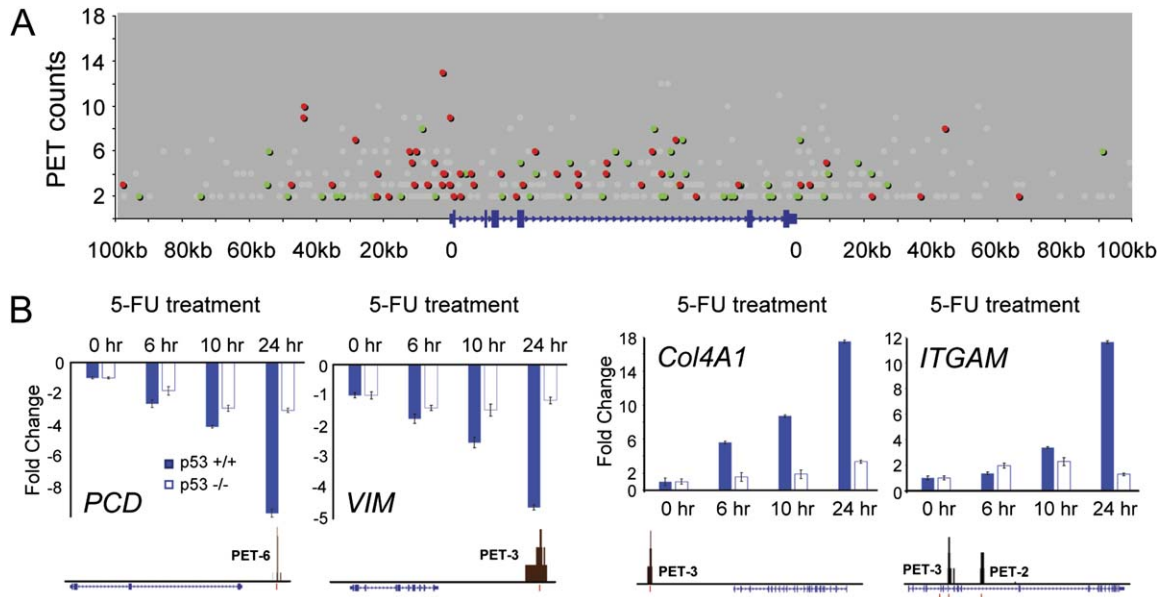 A
PET counts
18
14
10
6
2
100kb 80kb 60kb 40kb 20kb 0 0 20kb 40kb 60kb 80kb 100kb
B
5-FU treatment
0 hr 6 hr 10 hr 24 hr
Fold Change
0
-2
-4
-6
-8
p53 +/+
p53 -/-
PCD
PET-6
5-FU treatment
0 hr 6 hr 10 hr 24 hr
0
-1
-2
-3
-4
-5
VIM
PET-3
5-FU treatment
Fold Change
18
14
10
6
2
0
Col4A1
0 hr 6 hr 10 hr 24 hr
PET-3
5-FU treatment
12
10
8
6
4
2
0
ITGAM
0 hr 6 hr 10 hr 24 hr
PET-3 PET-2